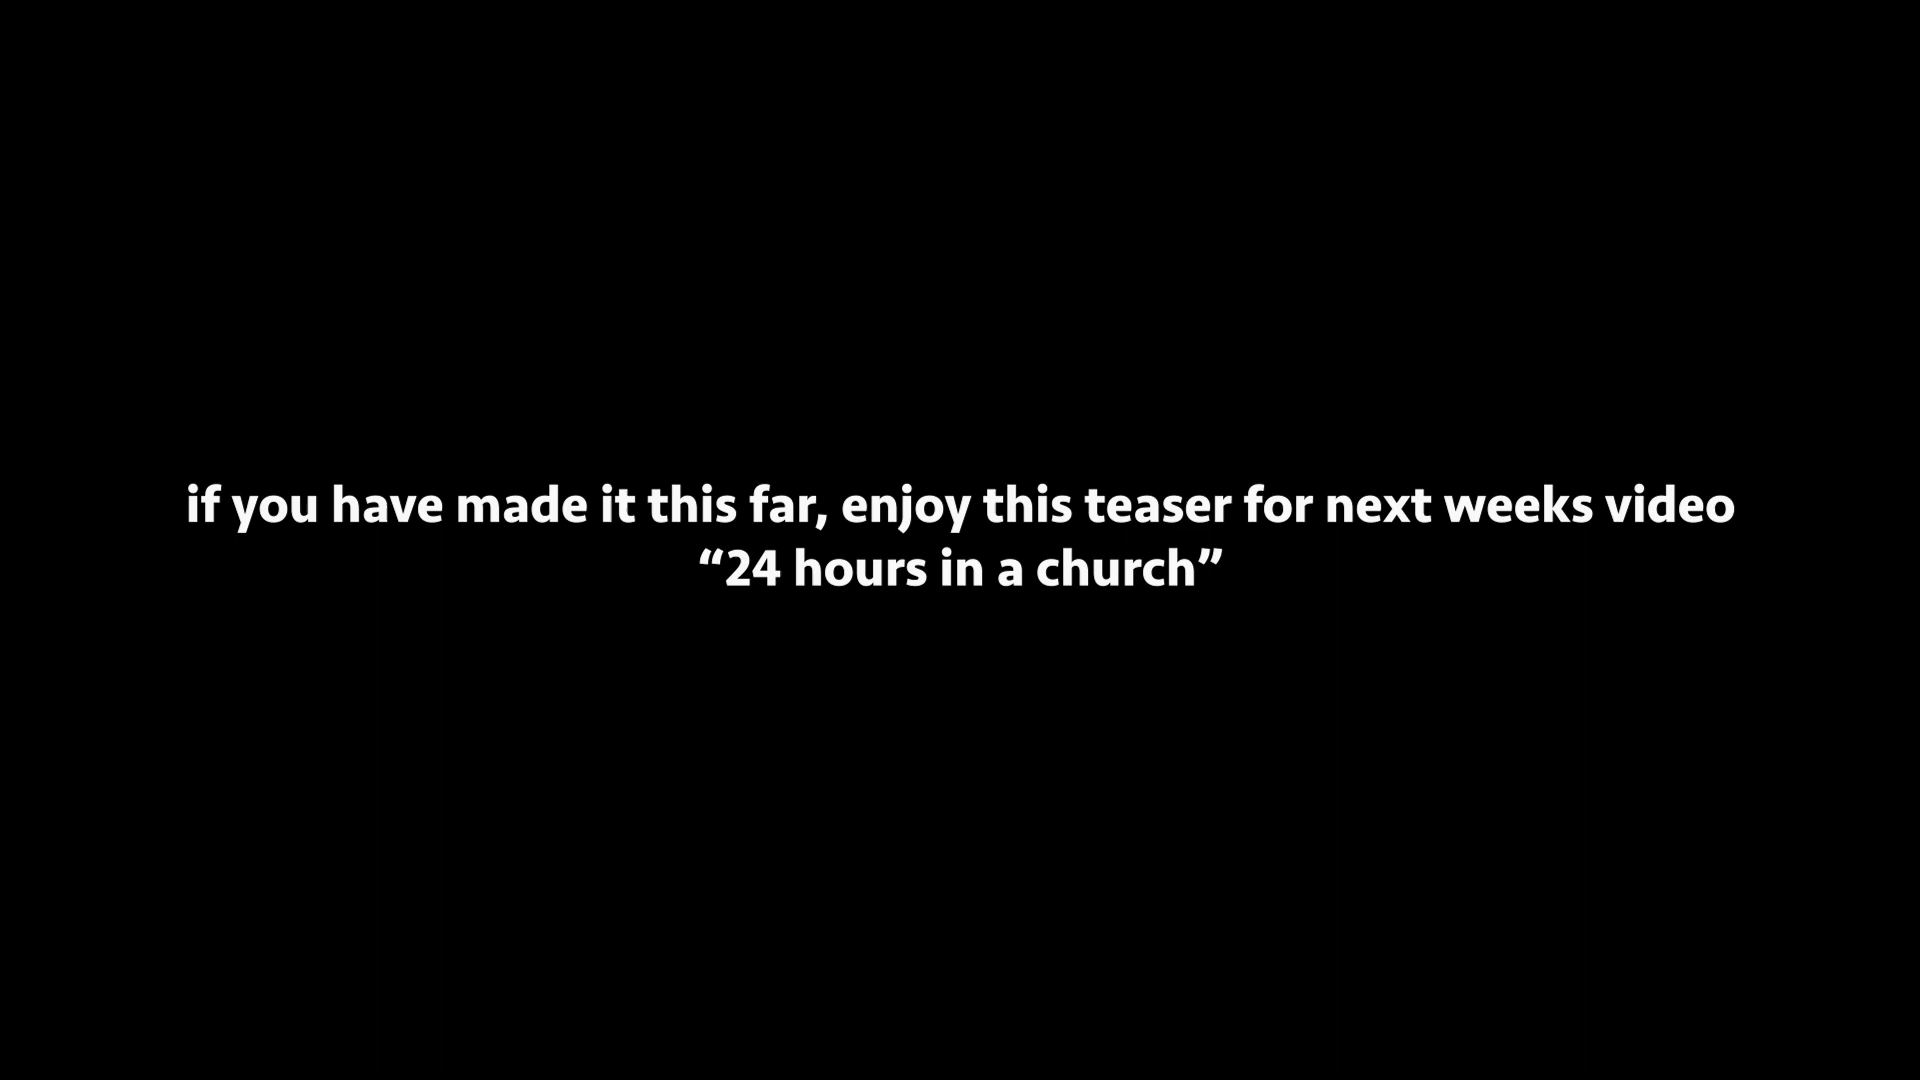 if you have made it this far, enjoy this teaser for next weeks video
“24 hours in a church”